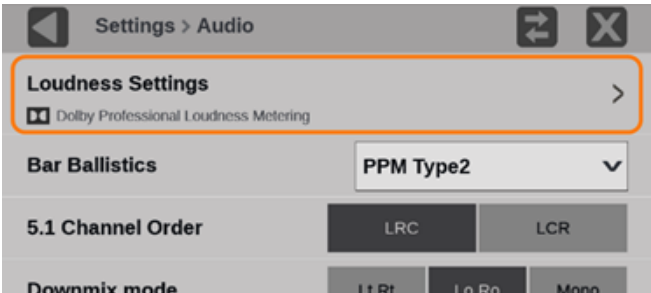 Settings > Audio
Loudness Settings
Dolby Professional Loudness Metering
Bar Ballistics PPM Type2
5.1 Channel Order LRC LCR
Downmix mode Lt Rt Lo Ro Mono